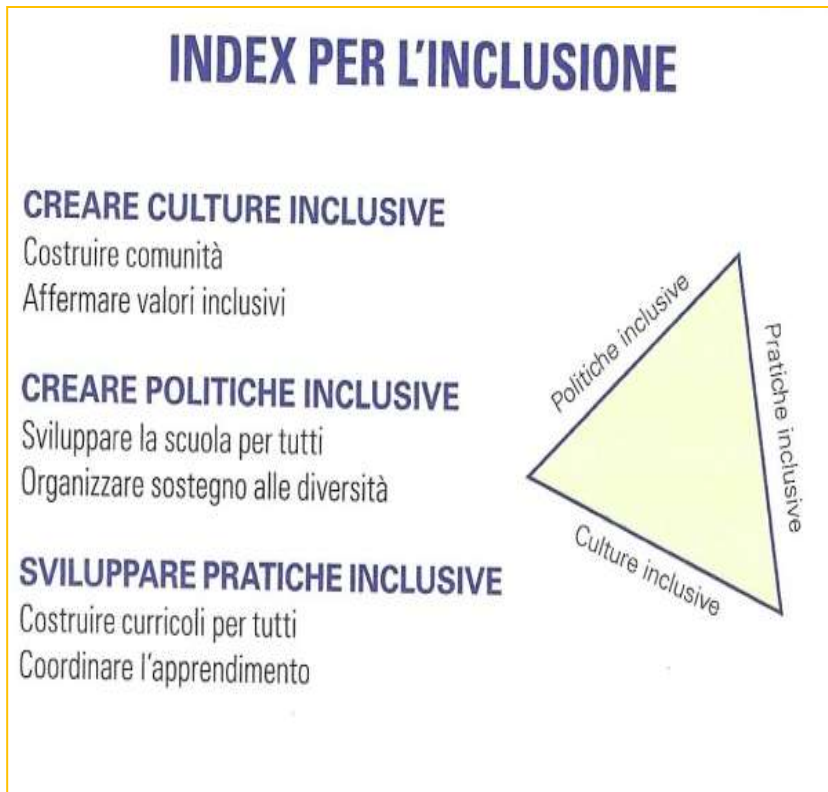 INDEX PER L'INCLUSIONE
CREARE CULTURE INCLUSIVE
Costruire comunità
Affermare valori inclusivi
CREARE POLITICHE INCLUSIVE
Sviluppare la scuola per tutti
Organizzare sostegno alle diversità
SVILUPPARE PRATICHE INCLUSIVE
Costruire curricoli per tutti
Coordinare l'apprendimento
Politiche inclusive
Pratiche inclusive
Culture inclusive